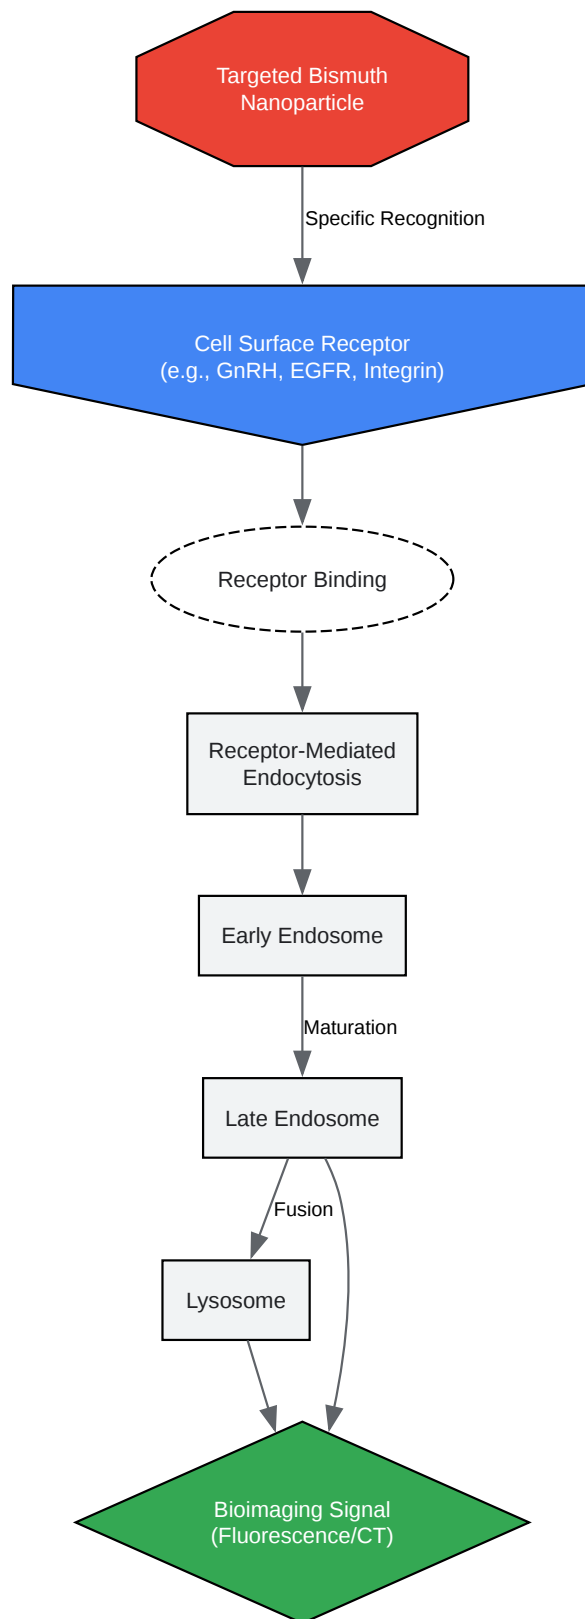 Targeted Bismuth
Nanoparticle
Specific Recognition
Cell Surface Receptor
(e.g., GnRH, EGFR, Integrin)
Receptor Binding
Receptor-Mediated
Endocytosis
Early Endosome
Maturation
Late Endosome
Fusion
Lysosome
Bioimaging Signal
(Fluorescence/CT)